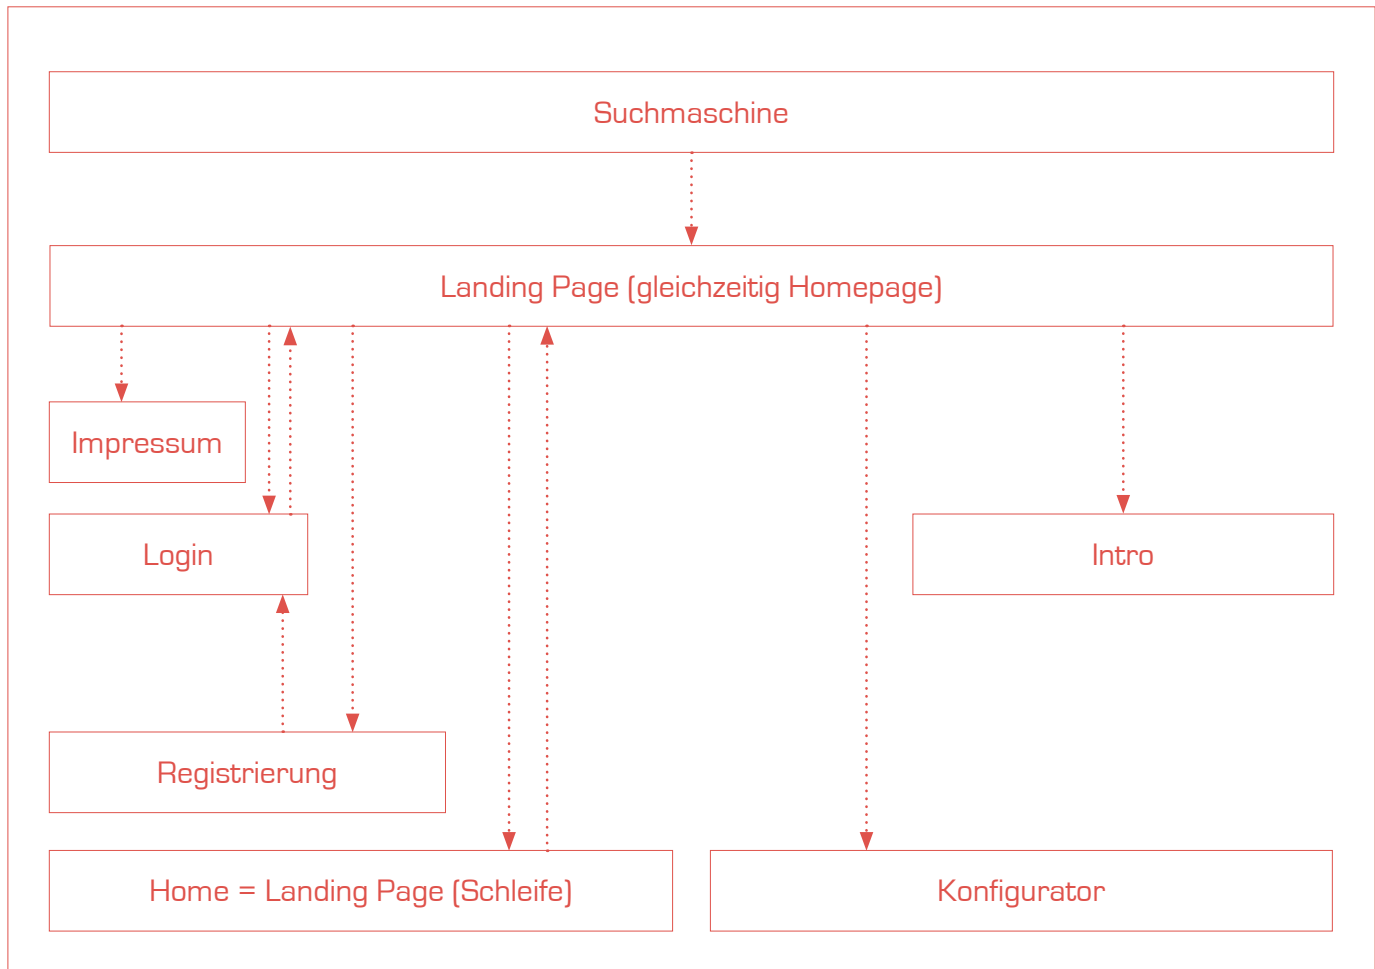 Suchmaschine
Landing Page (gleichzeitig Homepage)
Impressum
Login
Intro
Registrierung
Home = Landing Page (Schleife)
Konfigurator